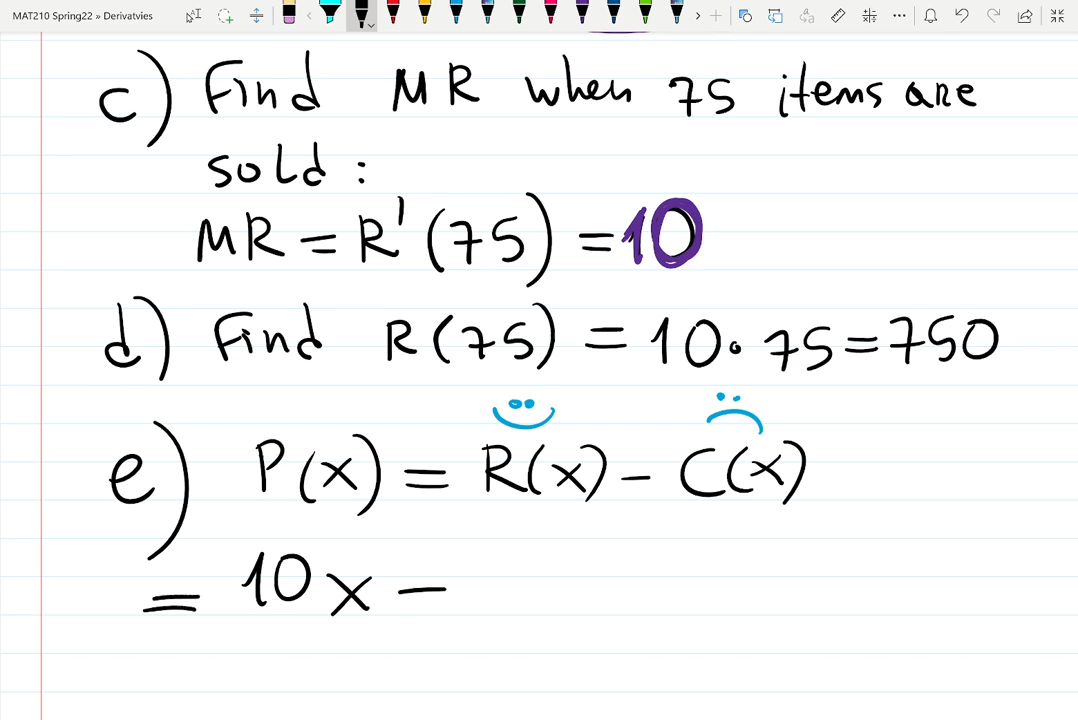 MAT210 Spring22 » Derivatvies
c) Find MR when 75 items are
sold:
MR = R'(75) = 10
d) Find R(75) = 10 • 75 = 750
e) P(x) = R(x) - C(x)
= 10x -